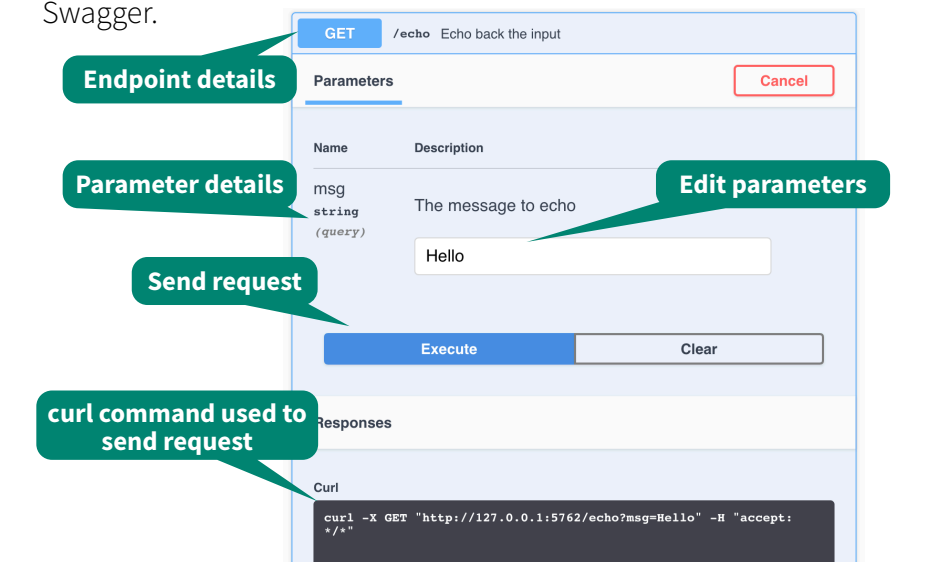 Swagger.
GET /echo Echo back the input
Endpoint details
Parameters
Cancel
Name Description
Parameter details
msg
string
(query)
The message to echo
Edit parameters
Hello
Send request
Execute Clear
curl command used to
send request
Responses
Curl
curl -X GET "http://127.0.0.1:5762/echo?msg=Hello" -H "accept:
*/*"